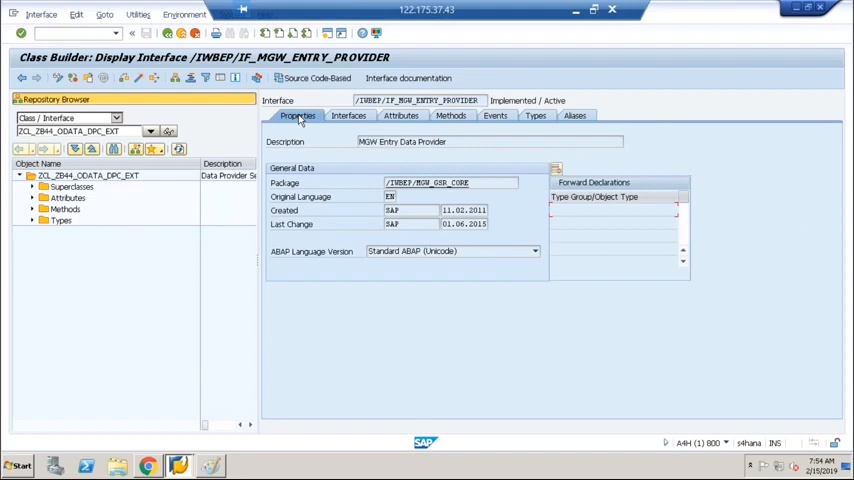 122.175.37.43
Interface Edit Goto Utilities Environment
Class Builder: Display Interface /IWBEP/IF_MGW_ENTRY_PROVIDER
Source Code-Based Interface documentation
Repository Browser
Class / Interface
ZCL_ZB44_ODATA_DPC_EXT
Object Name Description
ZCL_ZB44_ODATA_DPC_EXT Data Provider Se
Superclasses
Attributes
Methods
Types
Interface /IWBEP/IF_MGW_ENTRY_PROVIDER Implemented / Active
Properties Interfaces Attributes Methods Events Types Aliases
Description MGW Entry Data Provider
General Data
Package /IWBEP/MGW_GSR_CORE
Original Language EN
Created SAP 11.02.2011
Last Change SAP 01.06.2015
ABAP Language Version Standard ABAP (Unicode)
Forward Declarations
Type Group/Object Type
SAP
A4H (1) 800 s4hana INS
Start
7:54 AM
2/15/2019